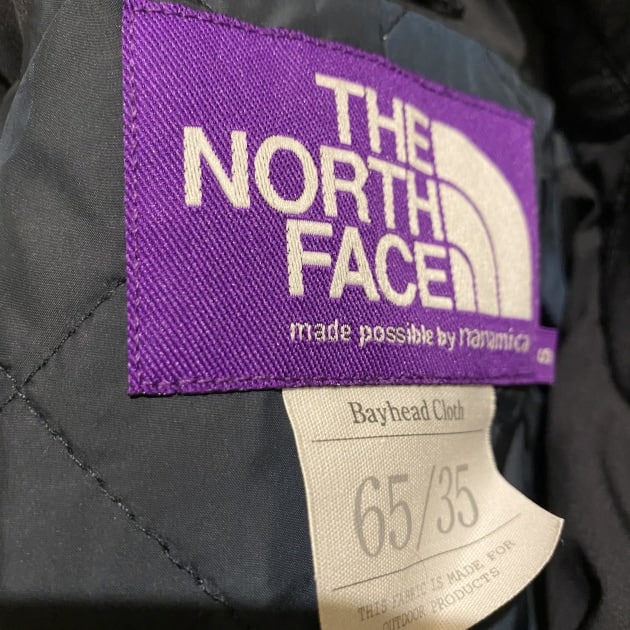 THE
NORTH
FACE
made possible by nanamica
Bayhead Cloth
65/35
THIS FABRIC IS MADE FOR
OUTDOOR PRODUCTS